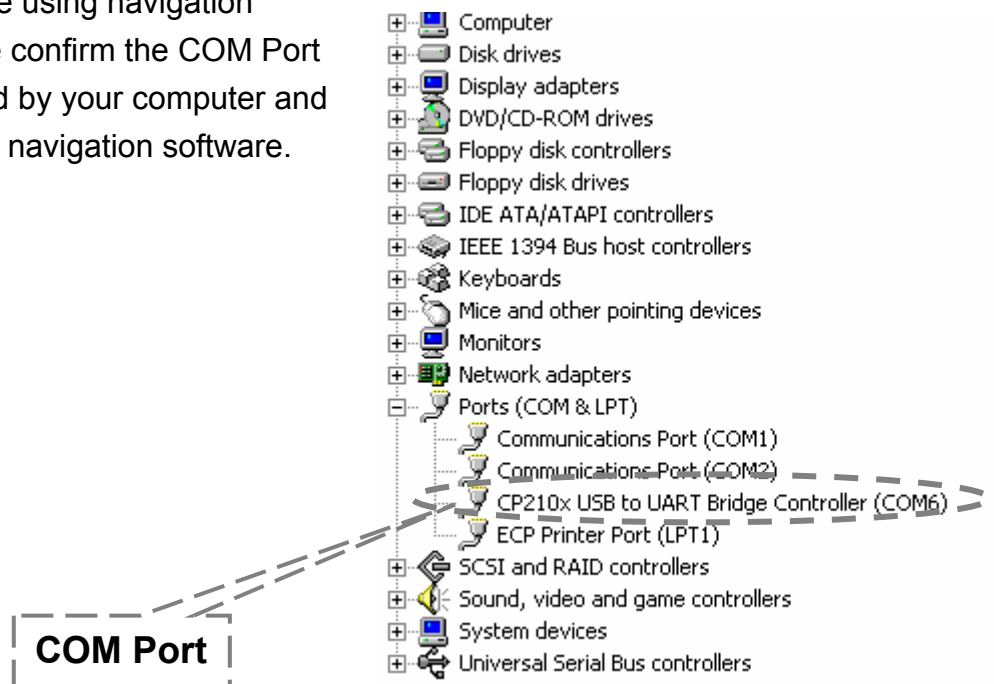 using navigation
confirm the COM Port
by your computer and
navigation software.
Computer
Disk drives
Display adapters
DVD/CD-ROM drives
Floppy disk controllers
Floppy disk drives
IDE ATA/ATAPI controllers
IEEE 1394 Bus host controllers
Keyboards
Mice and other pointing devices
Monitors
Network adapters
Ports (COM & LPT)
Communications Port (COM1)
Communications Port (COM2)
CP210x USB to UART Bridge Controller (COM6)
ECP Printer Port (LPT1)
SCSI and RAID controllers
Sound, video and game controllers
System devices
Universal Serial Bus controllers
COM Port